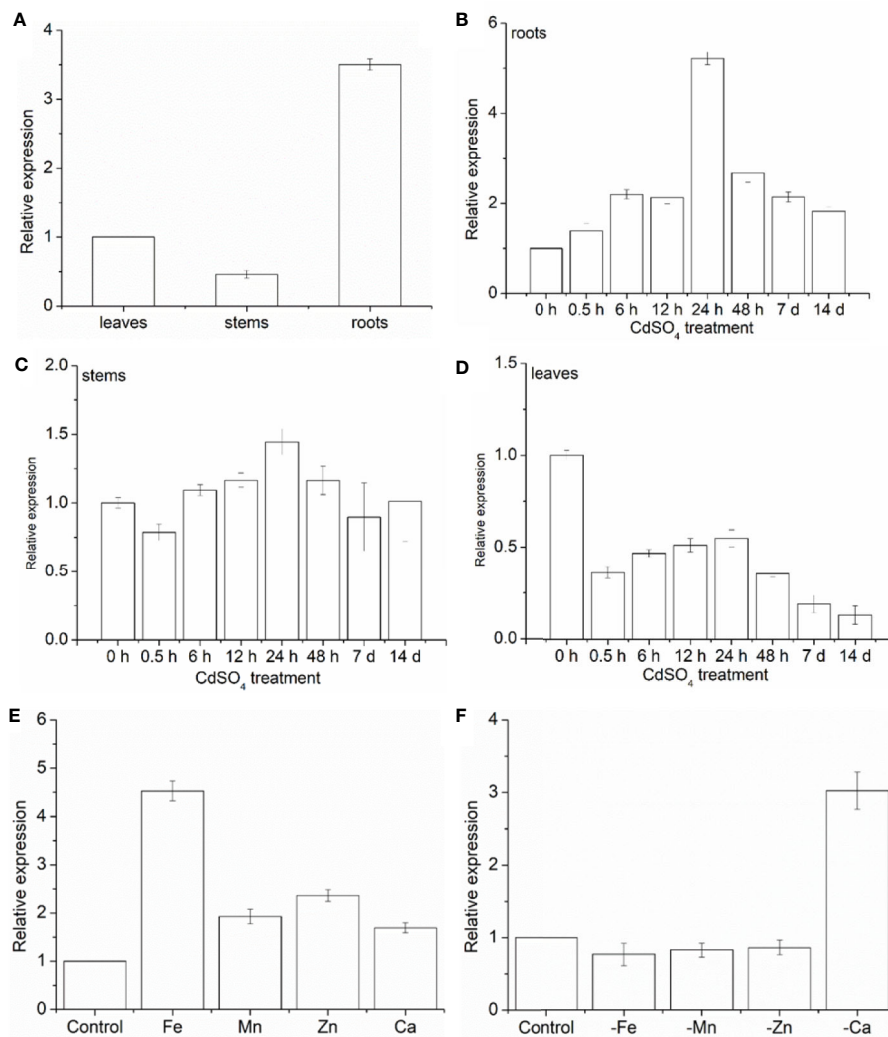 A
4
3
2
1
0
Relative expression
leaves stems roots
B
roots
6
4
2
0
Relative expression
0 h 0.5 h 6 h 12 h 24 h 48 h 7 d 14 d
CdSO4 treatment
C
stems
2.0
1.5
1.0
0.5
0.0
Relative expression
0 h 0.5 h 6 h 12 h 24 h 48 h 7 d 14 d
CdSO4 treatment
D
leaves
1.5
1.0
0.5
0.0
Relative expression
0 h 0.5 h 6 h 12 h 24 h 48 h 7 d 14 d
CdSO4 treatment
E
6
5
4
3
2
1
0
Relative expression
Control Fe Mn Zn Ca
F
4
3
2
1
0
Relative expression
Control -Fe -Mn -Zn -Ca